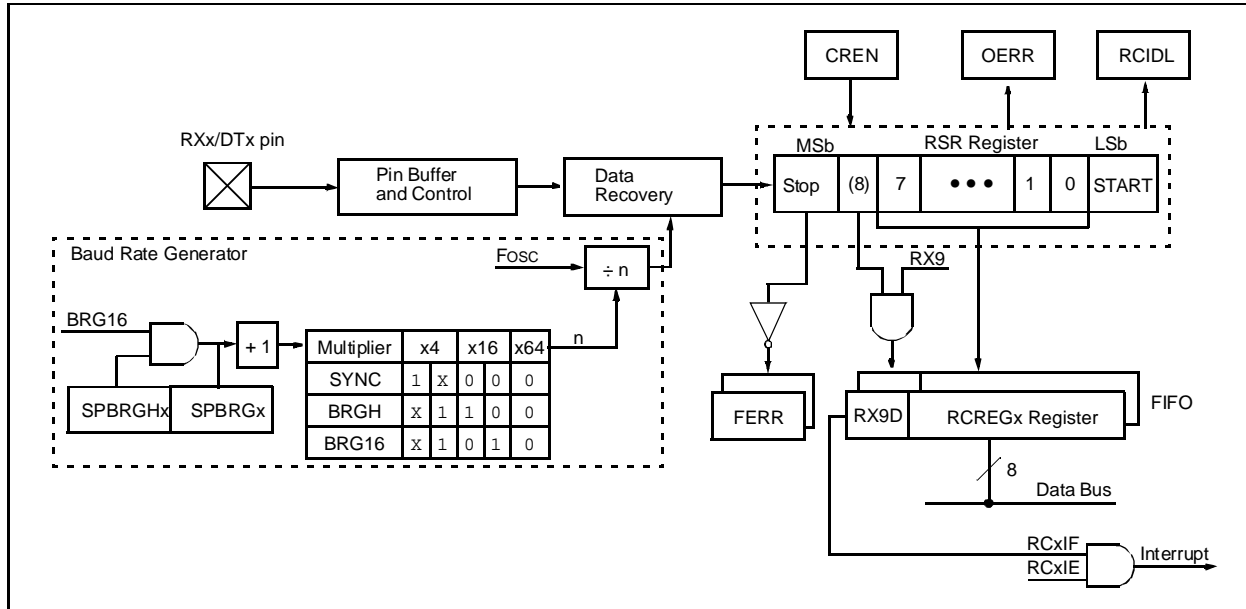 CREN
OERR
RCIDL
RXx/DTx pin
MSb
RSR Register
LSb
Pin Buffer
and Control
Data
Recovery
Stop (8) 7 ••• 1 0 START
Baud Rate Generator
FOSC
÷ n
RX9
BRG16
+ 1
n
SPBRGHx SPBRGx
Multiplier x4 x16 x64
SYNC 1 X 0 0 0
BRGH X 1 1 0 0
BRG16 X 1 0 1 0
FERR
RX9D RCREGx Register
FIFO
8
Data Bus
RCxIF
RCxIE
Interrupt